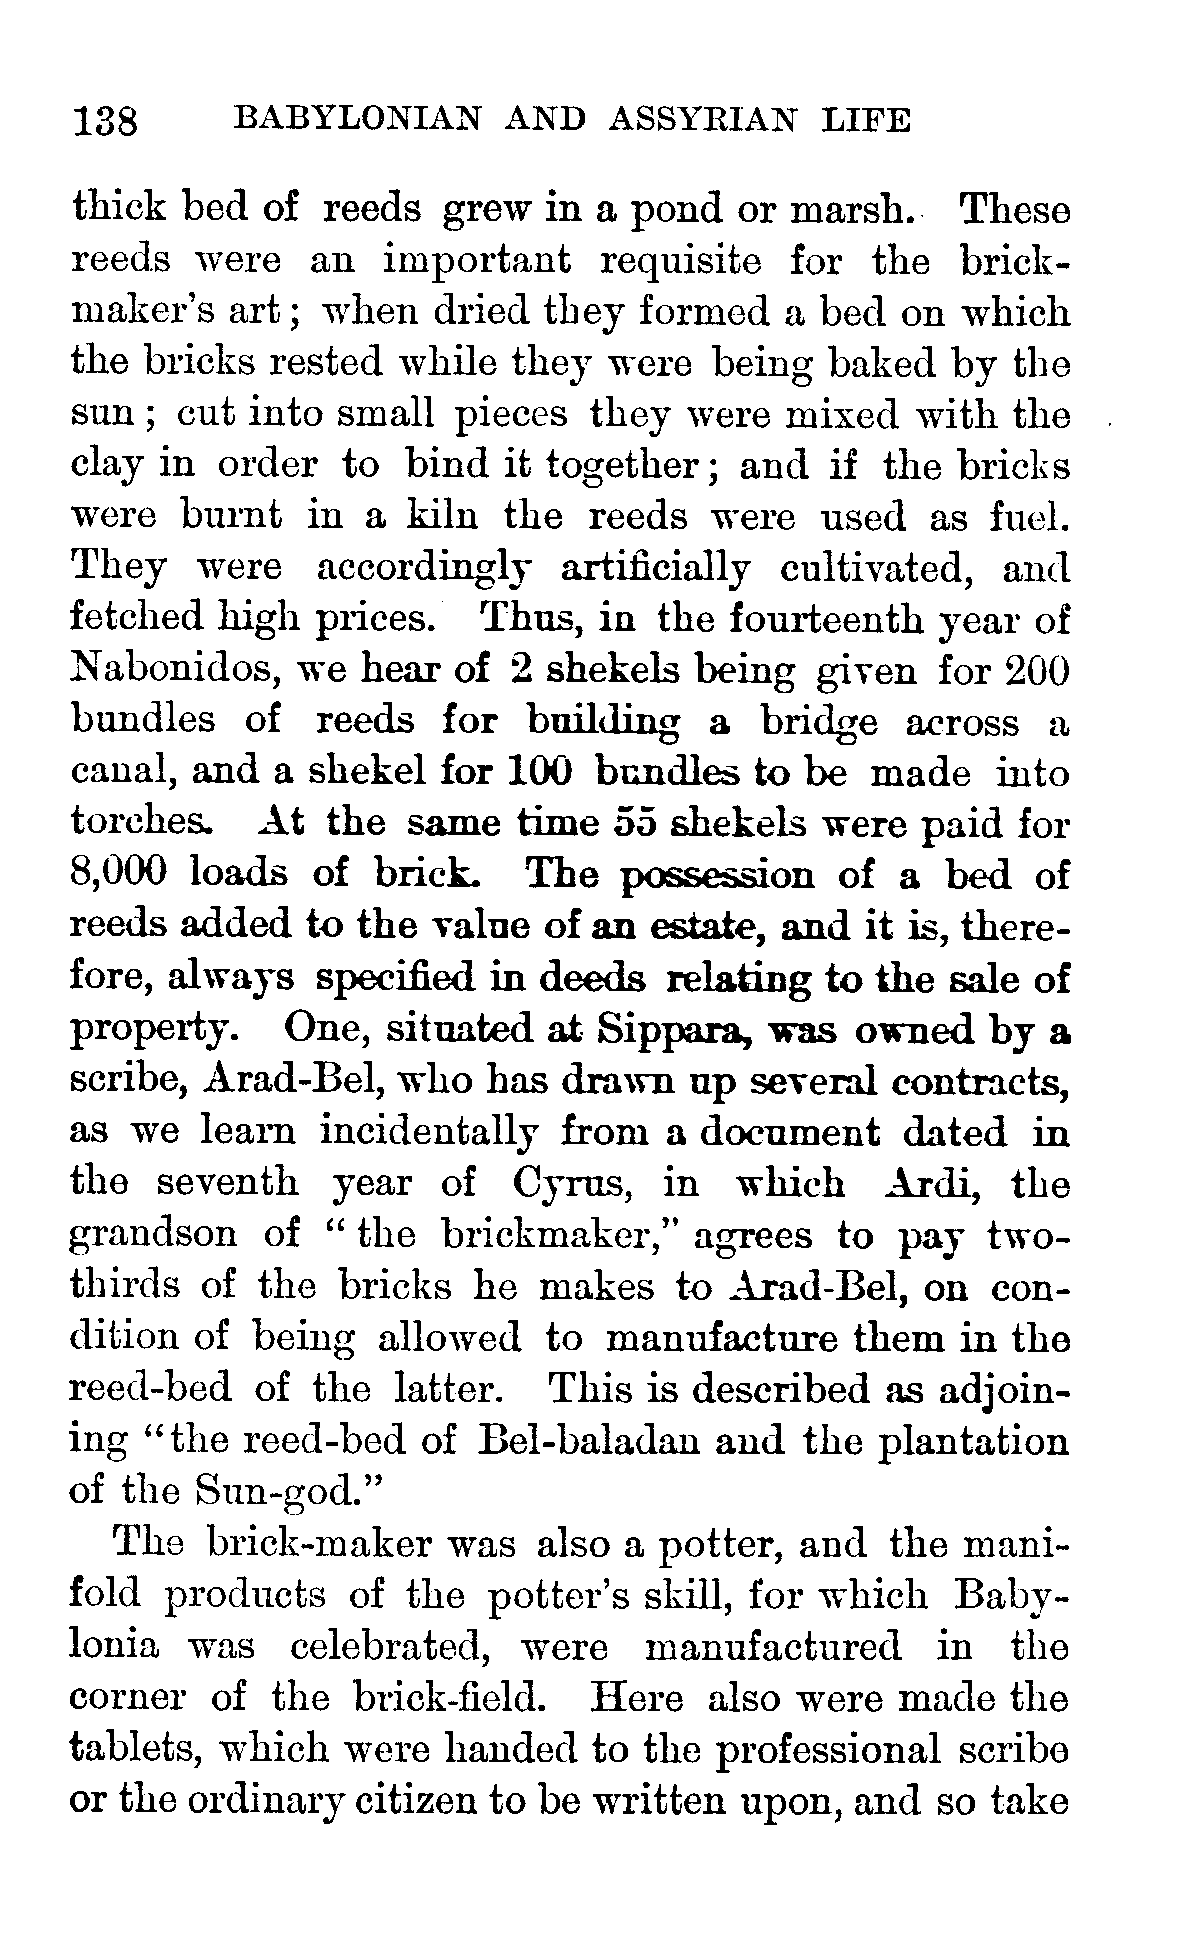 138 BABYLONIAN AND ASSYRIAN LIFE
thick bed of reeds grew in a pond or marsh. These
reeds were an important requisite for the brick-
maker's art; when dried they formed a bed on which
the bricks rested while they were being baked by the
sun; cut into small pieces they were mixed with the
clay in order to bind it together; and if the bricks
were burnt in a kiln the reeds were used as fuel.
They were accordingly artificially cultivated, and
fetched high prices. Thus, in the fourteenth year of
Nabonidos, we hear of 2 shekels being given for 200
bundles of reeds for building a bridge across a
canal, and a shekel for 100 bundles to be made into
torches. At the same time 55 shekels were paid for
8,000 loads of brick. The possession of a bed of
reeds added to the value of an estate, and it is, there-
fore, always specified in deeds relating to the sale of
property. One, situated at Sippara, was owned by a
scribe, Arad-Bel, who has drawn up several contracts,
as we learn incidentally from a document dated in
the seventh year of Cyrus, in which Ardi, the
grandson of "the brickmaker," agrees to pay two-
thirds of the bricks he makes to Arad-Bel, on con-
dition of being allowed to manufacture them in the
reed-bed of the latter. This is described as adjoin-
ing "the reed-bed of Bel-baladan and the plantation
of the Sun-god."
The brick-maker was also a potter, and the mani-
fold products of the potter's skill, for which Baby-
lonia was celebrated, were manufactured in the
corner of the brick-field. Here also were made the
tablets, which were handed to the professional scribe
or the ordinary citizen to be written upon, and so take